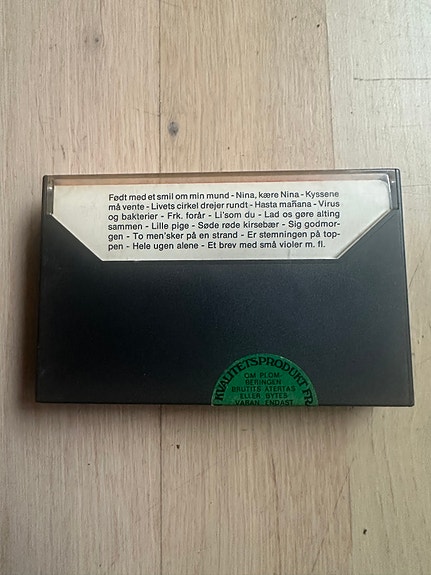 Født med et smil om min mund - Nina, kære Nina - Kyssene
må vente - Livets cirkel drejer rundt - Hasta mañana - Virus
og bakterier - Frk. forår - Li'som du - Lad os gøre alting
sammen - Lille pige - Søde røde kirsebær - Sig godmor-
gen - To men'sker på en strand - Er stemningen på top-
pen - Hele ugen alene - Et brev med små violer m. fl.
KVALITETSPRODUKT FR
OM PLOM-
BERINGEN
BRUTITS ÅTERTAS
ELLER BYTES
VARAN ENDAST